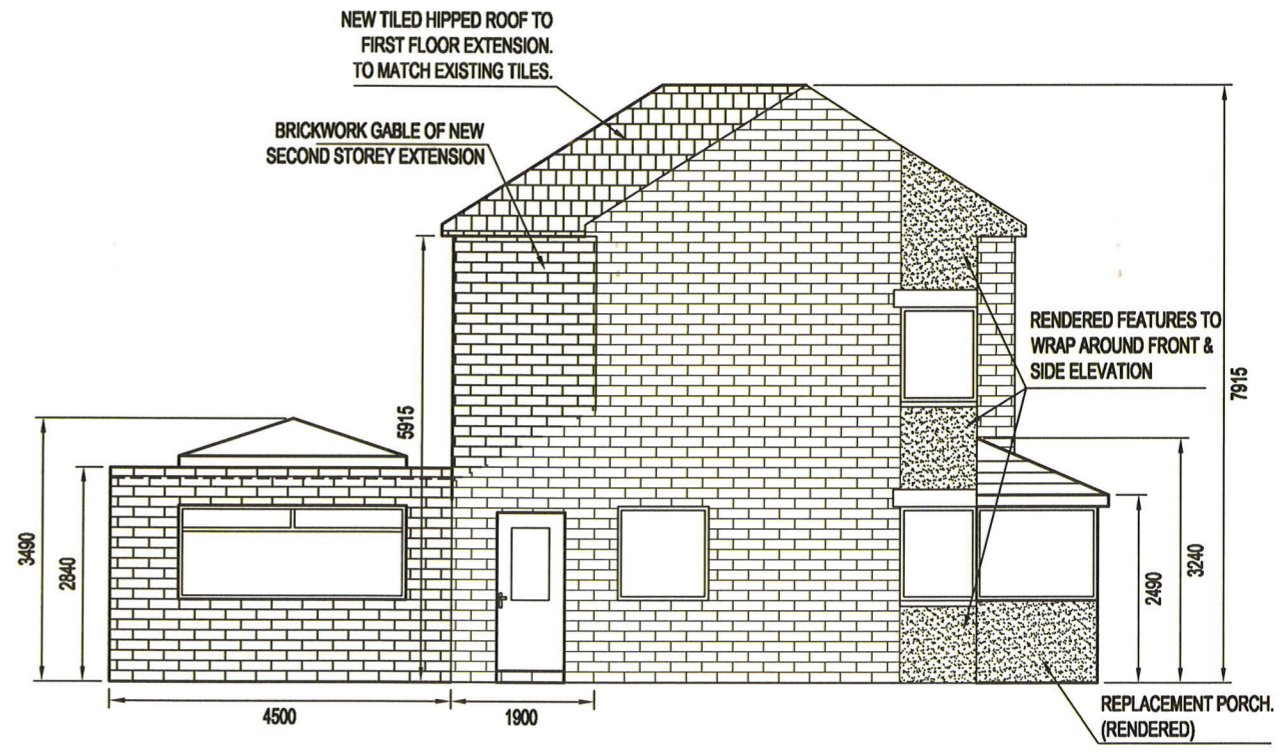 NEW TILED HIPPED ROOF TO
FIRST FLOOR EXTENSION.
TO MATCH EXISTING TILES.
BRICKWORK GABLE OF NEW
SECOND STOREY EXTENSION
RENDERED FEATURES TO
WRAP AROUND FRONT &
SIDE ELEVATION
7915
5915
3490
2840
3240
2490
4500
1900
REPLACEMENT PORCH.
(RENDERED)